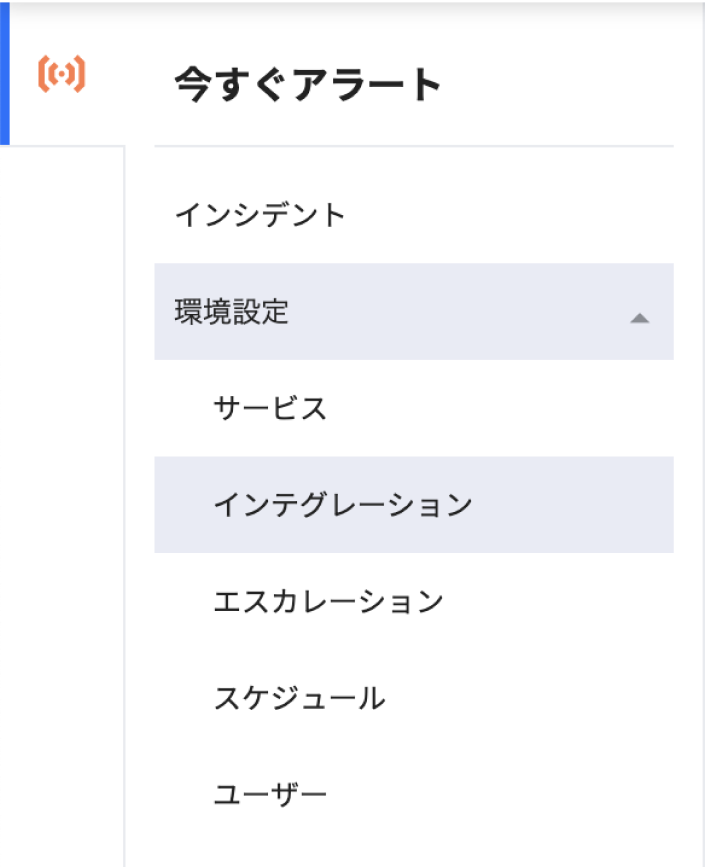 今すぐアラート
インシデント
環境設定
サービス
インテグレーション
エスカレーション
スケジュール
ユーザー